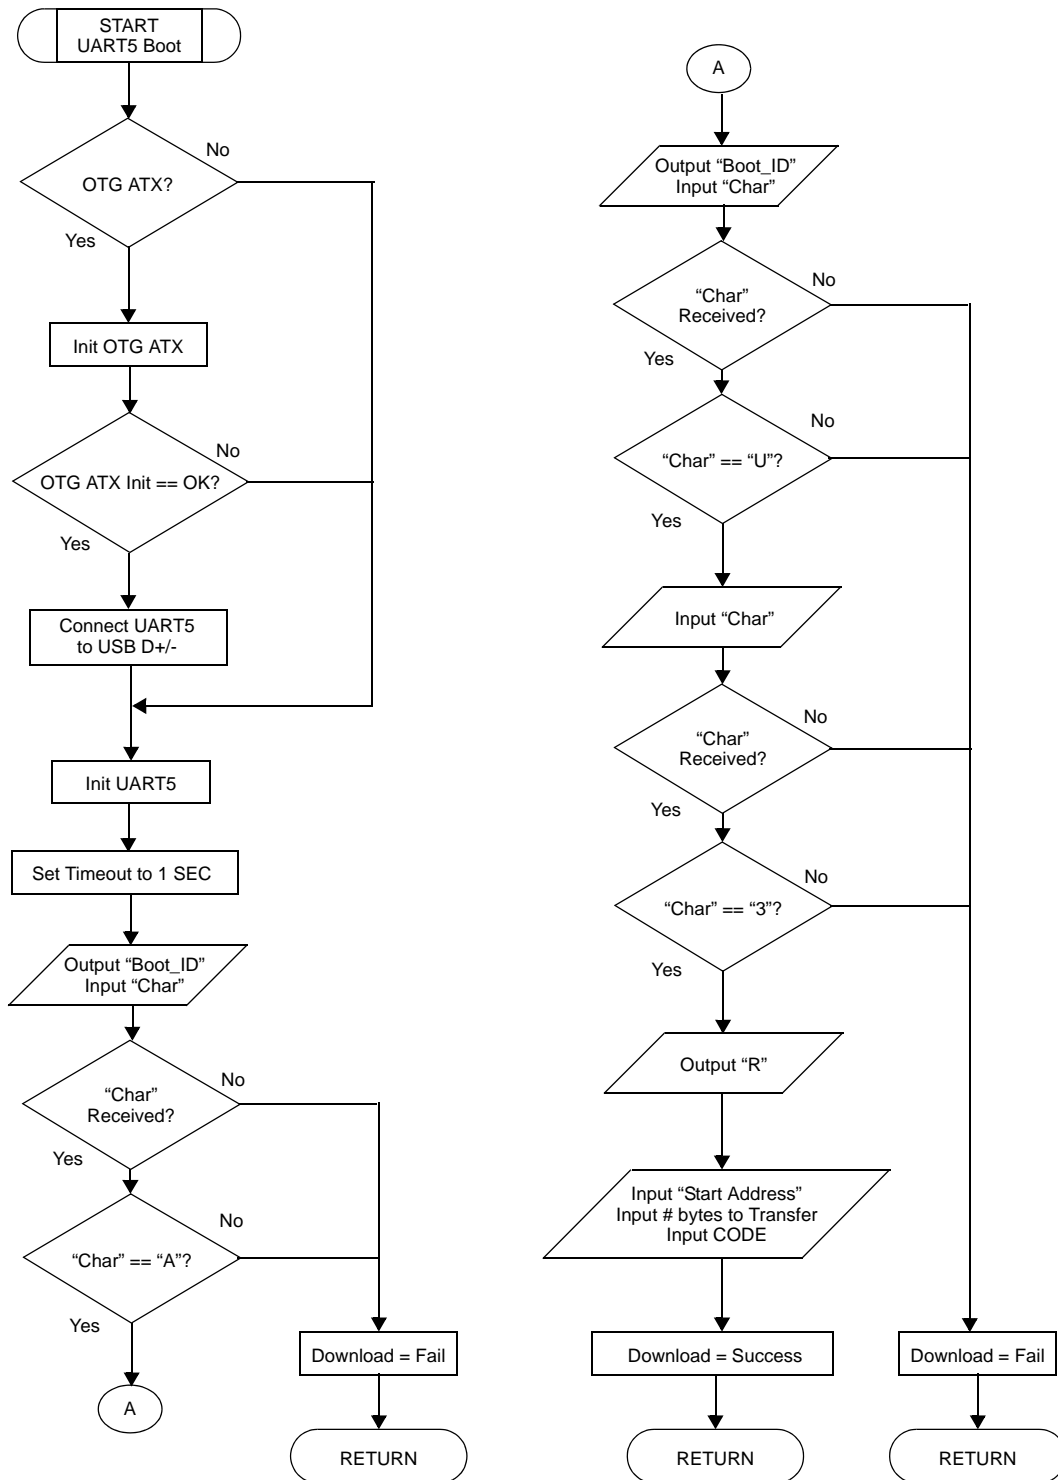 START
UART5 Boot
No
OTG ATX?
Yes
Init OTG ATX
No
OTG ATX Init == OK?
Yes
Connect UART5
to USB D+/-
Init UART5
Set Timeout to 1 SEC
Output “Boot_ID”
Input “Char”
No
“Char”
Received?
Yes
No
“Char” == “A”?
Yes
Download = Fail
A
RETURN
A
Output “Boot_ID”
Input “Char”
No
“Char”
Received?
Yes
No
“Char” == “U”?
Yes
Input “Char”
No
“Char”
Received?
Yes
No
“Char” == “3”?
Yes
Output “R”
Input “Start Address”
Input # bytes to Transfer
Input CODE
Download = Success
Download = Fail
RETURN
RETURN